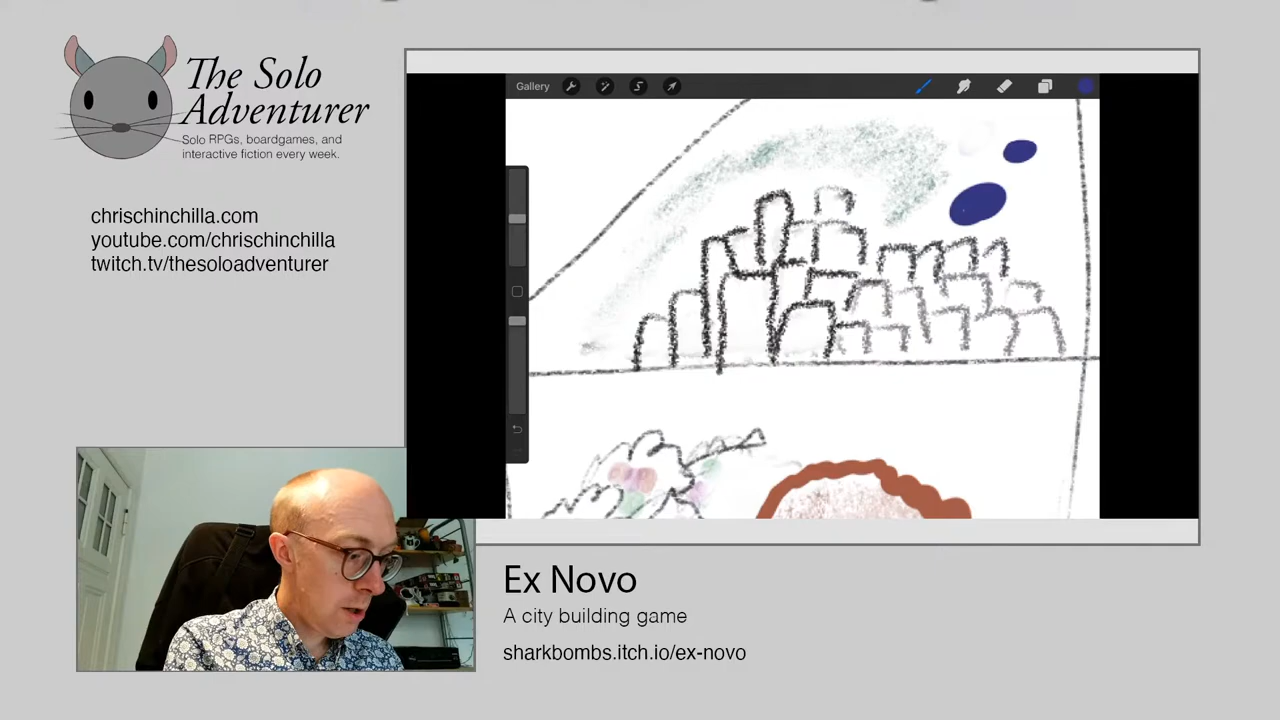 The Solo
Adventurer
Solo RPGs, boardgames, and
interactive fiction every week.
chrischinchilla.com
youtube.com/chrischinchilla
twitch.tv/thesoloadventurer
Gallery
Ex Novo
A city building game
sharkbombs.itch.io/ex-novo